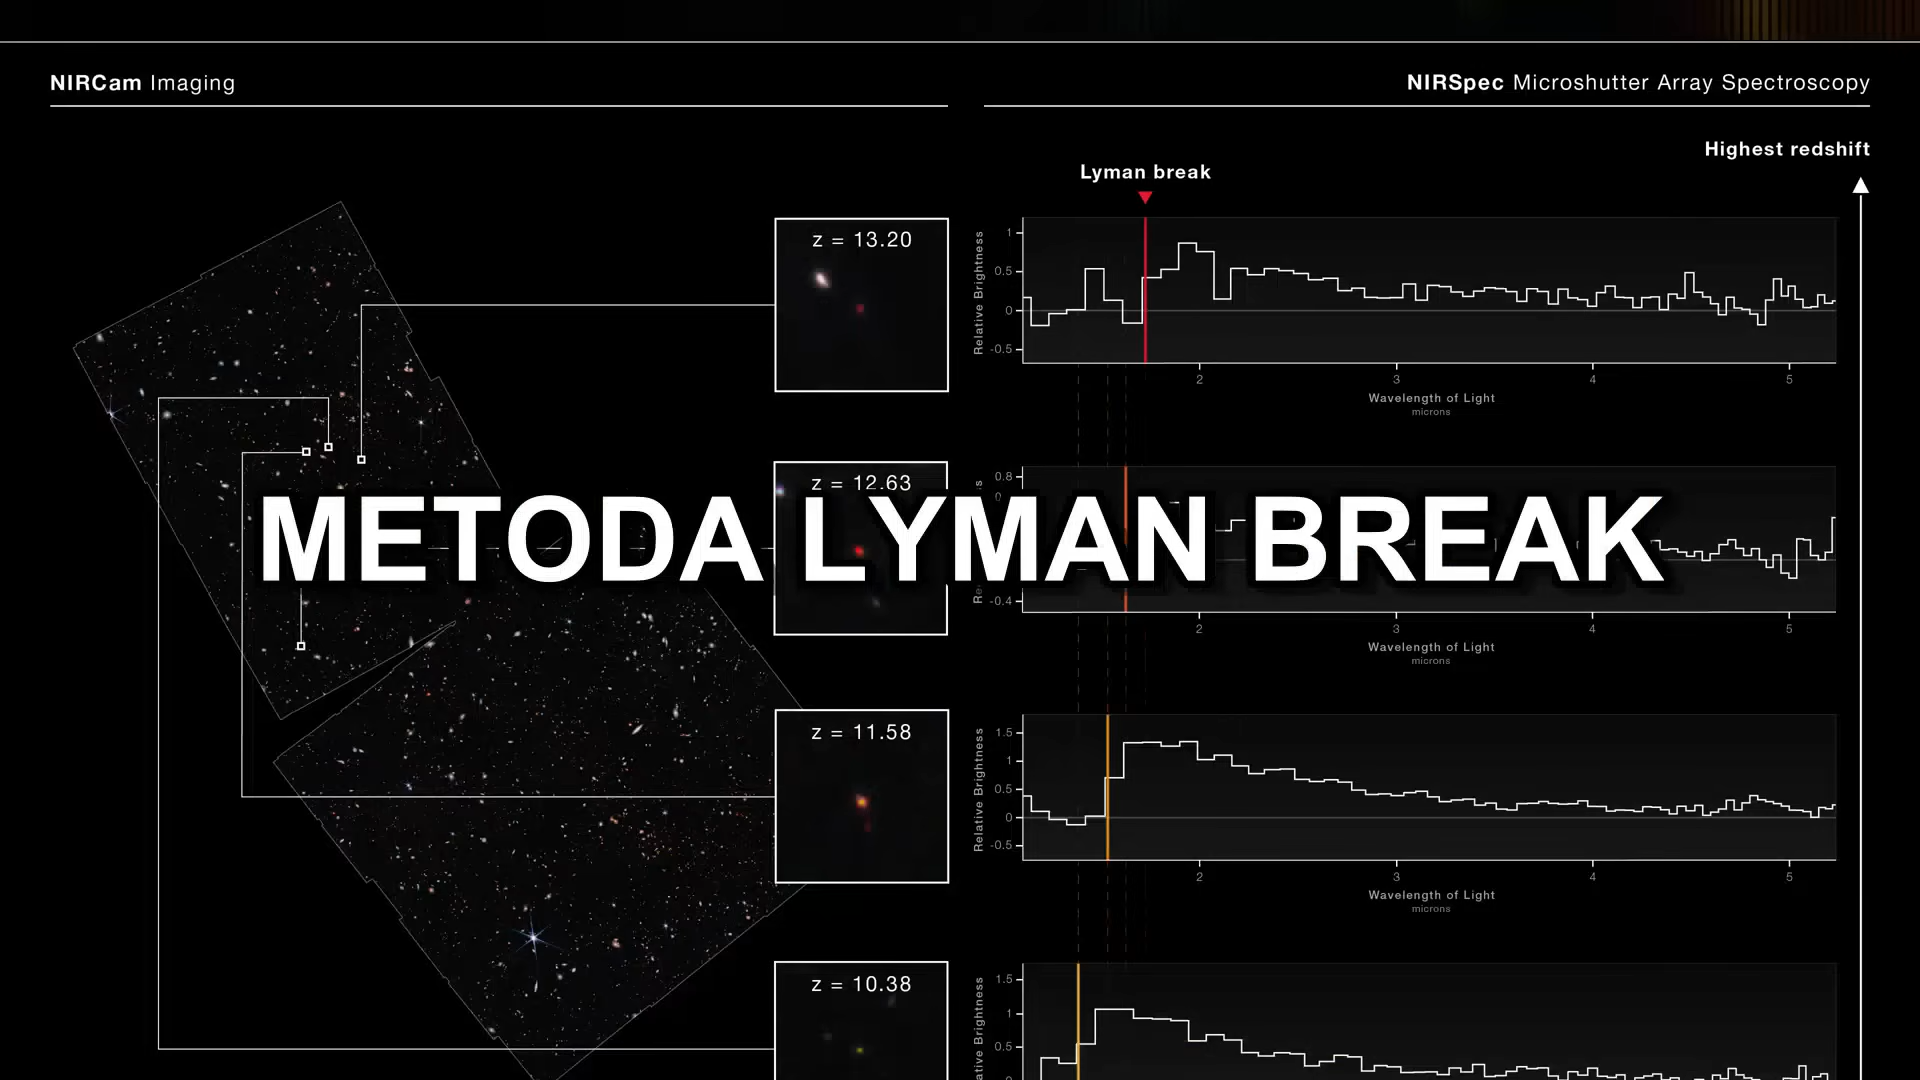 NIRCam Imaging
NIRSpec Microshutter Array Spectroscopy
Highest redshift
Lyman break
z = 13.20
Relative Brightness
1
0.5
0
-0.5
2
3
4
5
Wavelength of Light
microns
z = 12.63
0.8
-0.4
METODA LYMAN BREAK
2
3
4
5
Wavelength of Light
microns
z = 11.58
Relative Brightness
1.5
1
0.5
0
-0.5
2
3
4
5
Wavelength of Light
microns
z = 10.38
Brightness
1.5
1
0.5